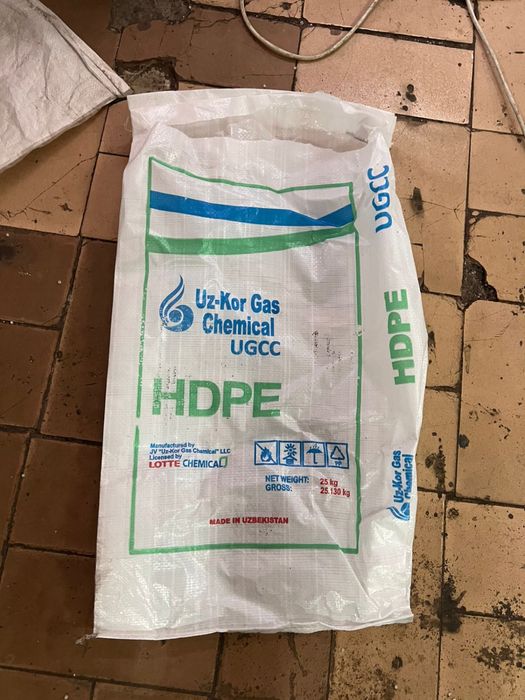 Uz-Kor Gas
Chemical
UGCC
HDPE
Manufactured by
JV "Uz-Kor Gas Chemical" LLC
Licensed by
LOTTE CHEMICAL
NET WEIGHT: 25 kg
GROSS: 25.130 kg
MADE IN UZBEKISTAN
UGCC
HDPE
Uz-Kor Gas
Chemical